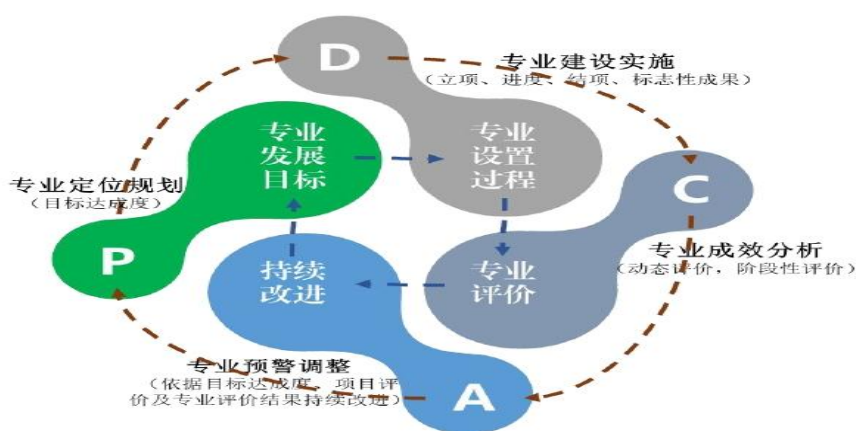 D
专业建设实施
（立项、进度、结项、标志性成果）
专业
发展
目标
专业
设置
过程
专业定位规划
（目标达成度）
C
P
持续
改进
专业
评价
专业成效分析
（动态评价，阶段性评价）
专业预警调整
（依据目标达成度、项目评
价及专业评价结果持续改进）
A